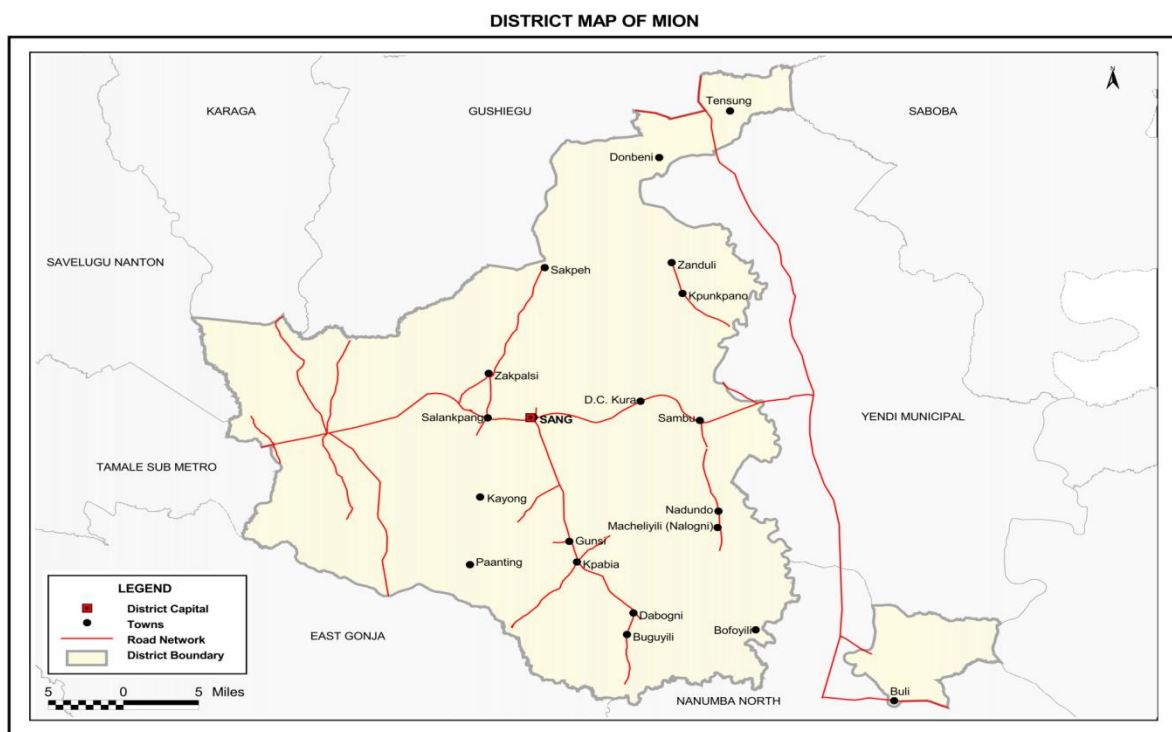 DISTRICT MAP OF MION
N
Tensung
KARAGA
GUSHIEGU
SABOBA
Donbeni
SAVELUGU NANTON
Sakpeh
Zanduli
Kpunkpano
Zakpalsi
D.C. Kura
Salankpang
SANG
Sambu
YENDI MUNICIPAL
TAMALE SUB METRO
Kayong
Nadundo
Macheliyili (Nalogni)
Gunsi
Paanting
Kpabia
LEGEND
District Capital
Towns
Road Network
District Boundary
Dabogni
EAST GONJA
Buguyili
Bofoyili
5 0 5 Miles
NANUMBA NORTH
Buli